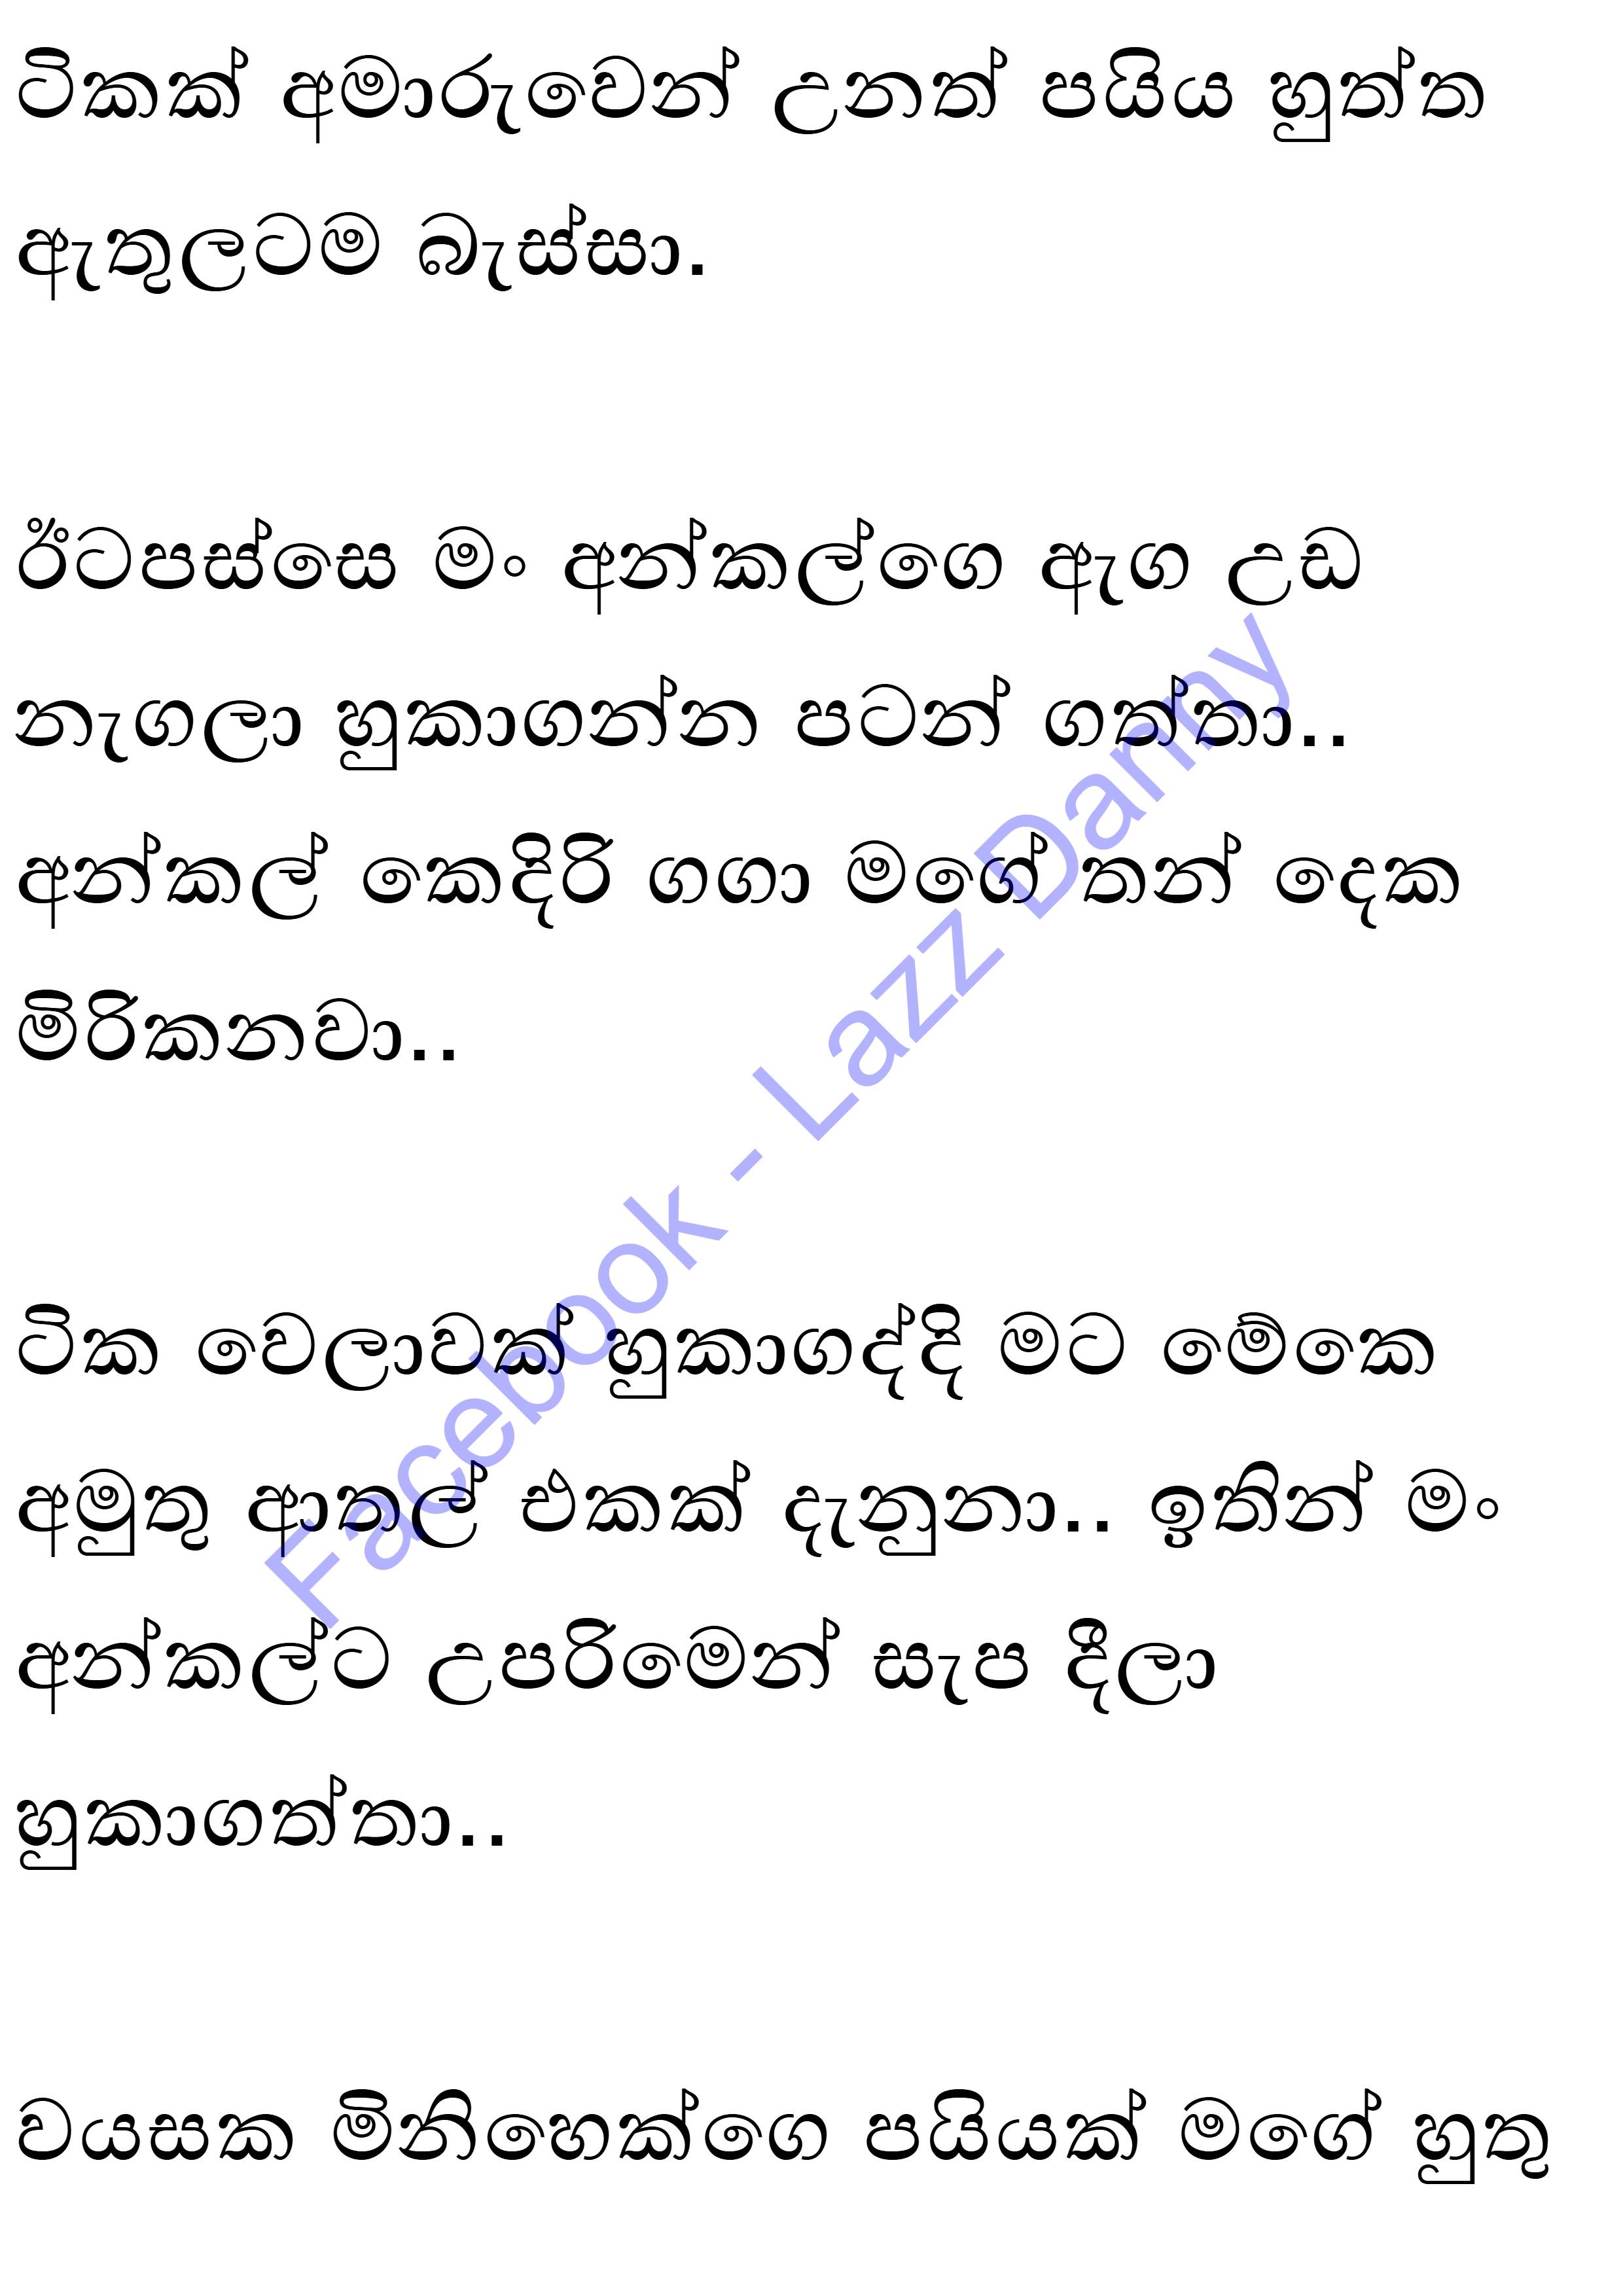 ටිකක් අමාරුවෙන් උනත් පයිය හුත්ත
ඇතුලටම බැස්සා.
ඊටපස්සෙ මං අන්කල්ගෙ ඇග උඩ
නැගලා හුකාගන්න පටන් ගත්තා..
අන්කල් කෙදිරි ගගා මගේ තන් දෙක
මිරිකනවා..
ටික වෙලාවක් හුකාගද්දි මට මේකෙ
අමුතු ආතල් එකක් දැනුනා.. ඉතින් මං
අන්කල්ට උපරිමෙන් සැප දීලා
හුකාගත්තා..
වයසක මිනිහෙක්ගෙ පයියක් මගේ හුතු
Facebook - Lazz Danny